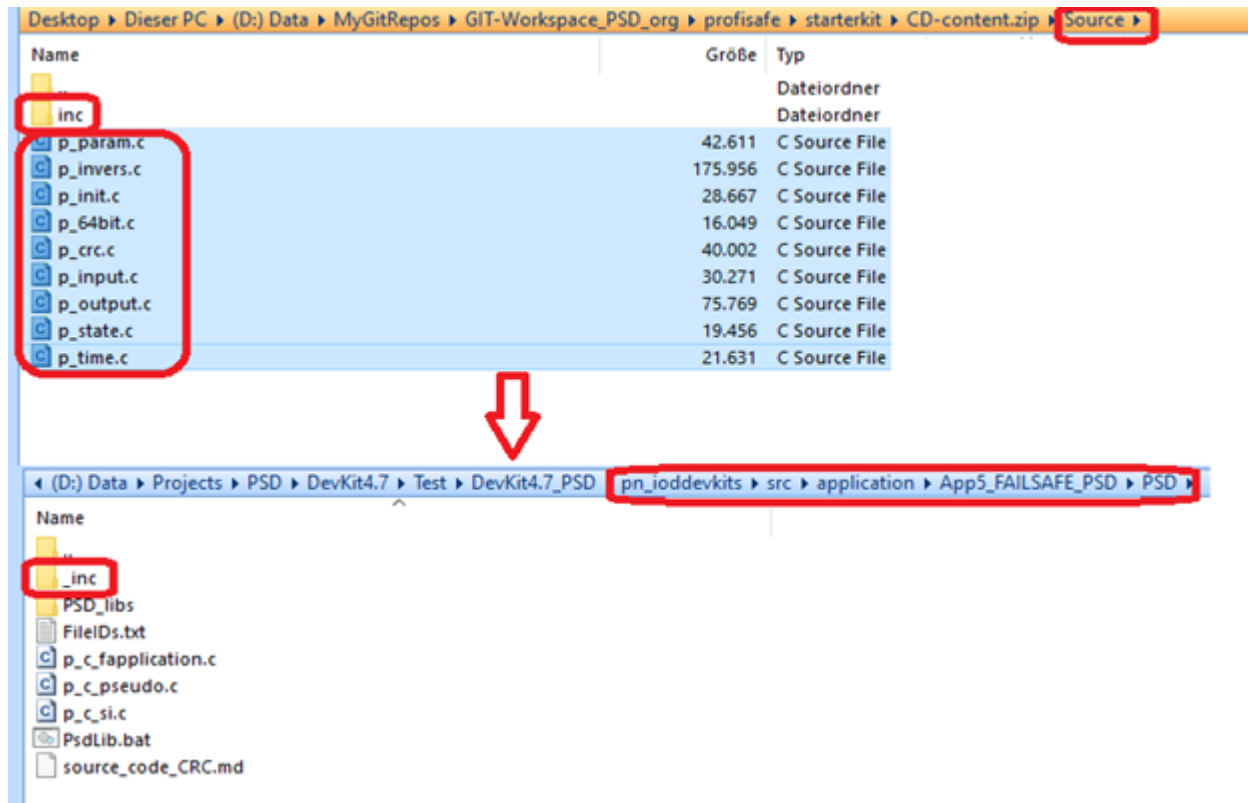 Desktop ▸ Dieser PC ▸ (D:) Data ▸ MyGitRepos ▸ GIT-Workspace_PSD_org ▸ profisafe ▸ starterkit ▸ CD-content.zip ▸ Source ▸
Name Größe Typ
.. Dateiordner
inc Dateiordner
p_param.c 42.611 C Source File
p_invers.c 175.956 C Source File
p_init.c 28.667 C Source File
p_64bit.c 16.049 C Source File
p_crc.c 40.002 C Source File
p_input.c 30.271 C Source File
p_output.c 75.769 C Source File
p_state.c 19.456 C Source File
p_time.c 21.631 C Source File
(D:) Data ▸ Projects ▸ PSD ▸ DevKit4.7 ▸ Test ▸ DevKit4.7_PSD pn_ioddevkits ▸ src ▸ application ▸ App5_FAILSAFE_PSD ▸ PSD ▸
Name
..
_inc
PSD_libs
FileIDs.txt
p_c_fapplication.c
p_c_pseudo.c
p_c_si.c
PsdLib.bat
source_code_CRC.md